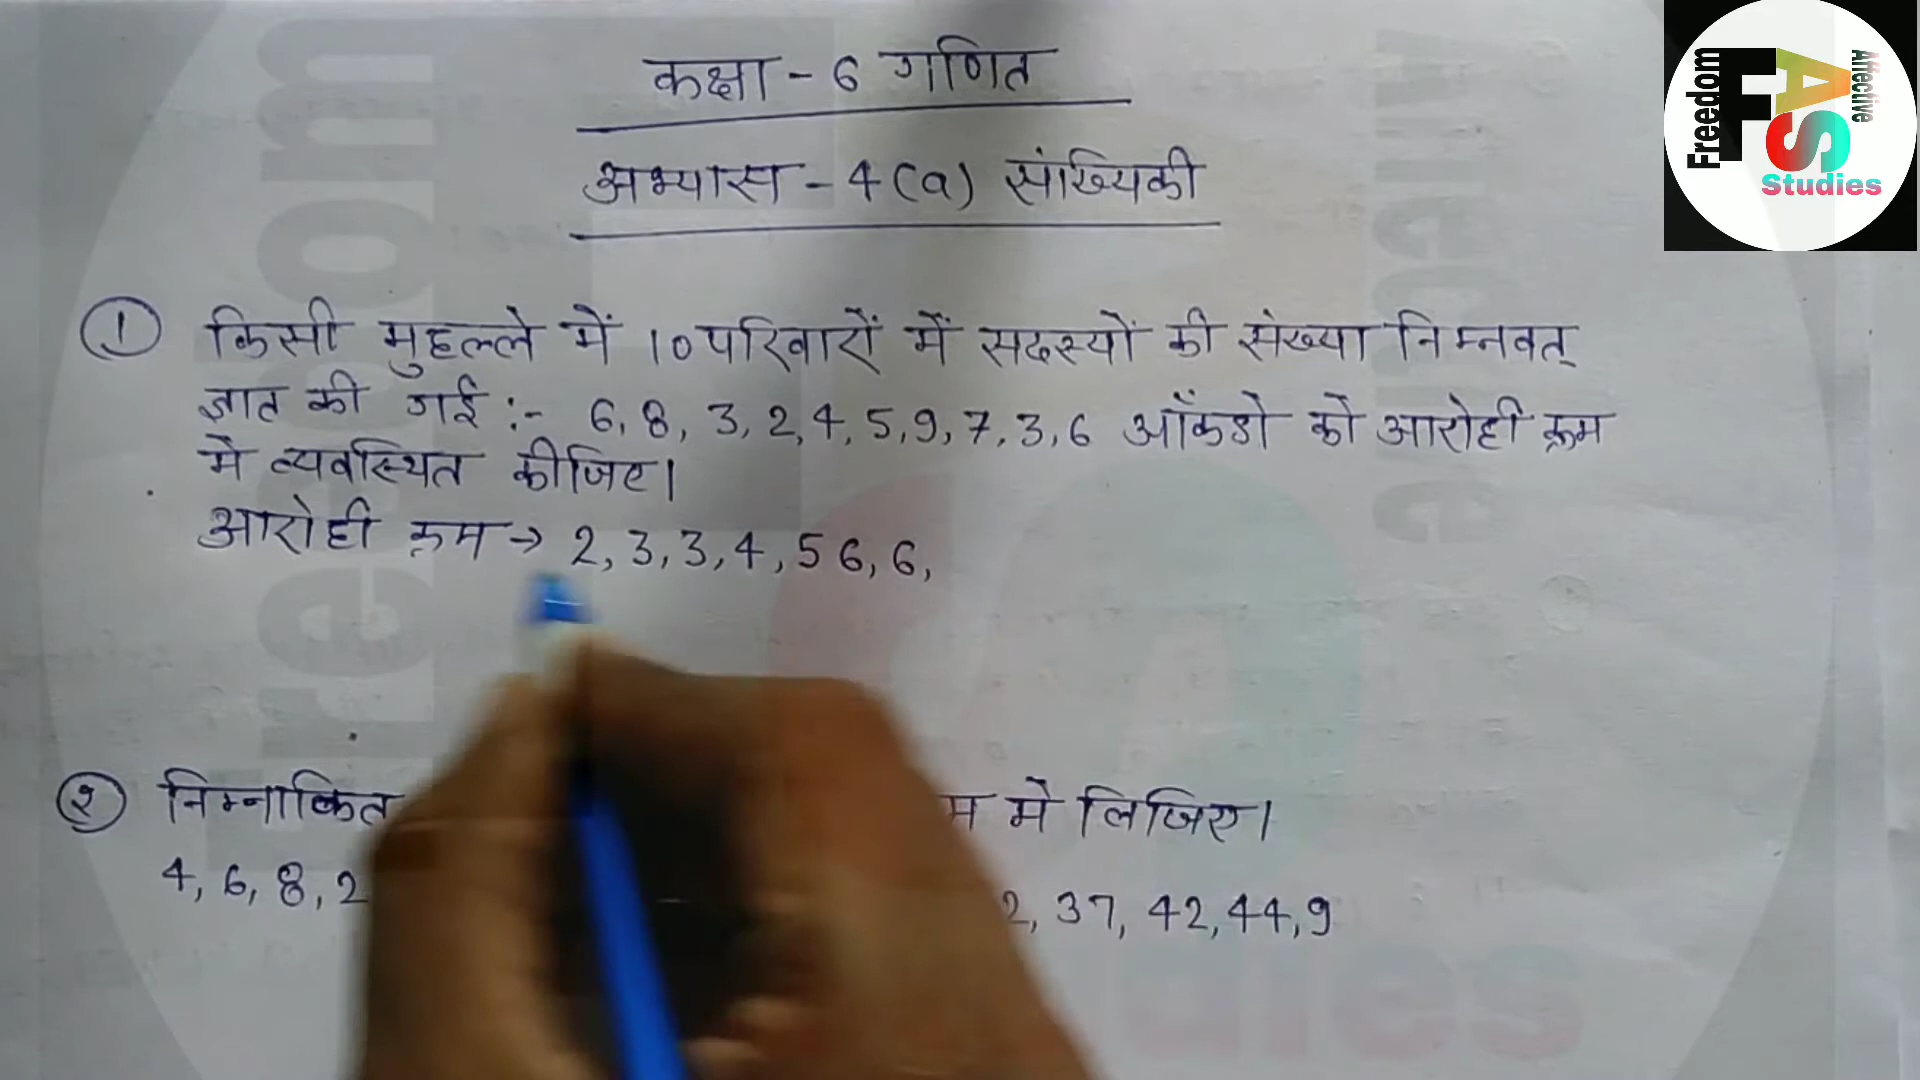 कक्षा - 6 गणित
अभ्यास - 4 (a) संख्यिकी
① किसी मुहल्ले में 10 परिवारों में सदस्यों की संख्या निम्नवत्
ज्ञात की गई :- 6, 8, 3, 2, 4, 5, 9, 7, 3, 6 आँकडो को आरोही क्रम
मे व्यवस्थित कीजिए।
आरोही क्रम → 2, 3, 3, 4, 5 6, 6,
② निम्नांकित म मे लिजिए।
4, 6, 8, 2 2, 37, 42, 44, 9
Freedom
FAS
Affective
Studies